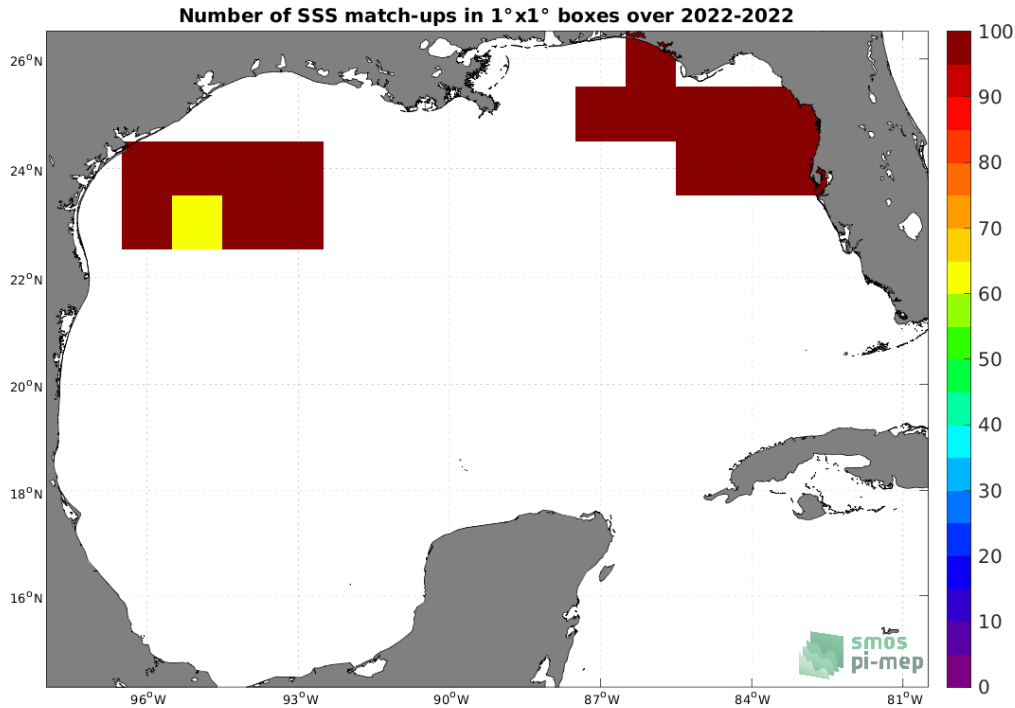 Number of SSS match-ups in 1°x1° boxes over 2022-2022
26°N
24°N
22°N
20°N
18°N
16°N
96°W
93°W
90°W
87°W
84°W
81°W
100
90
80
70
60
50
40
30
20
10
0
smos
pi-mep